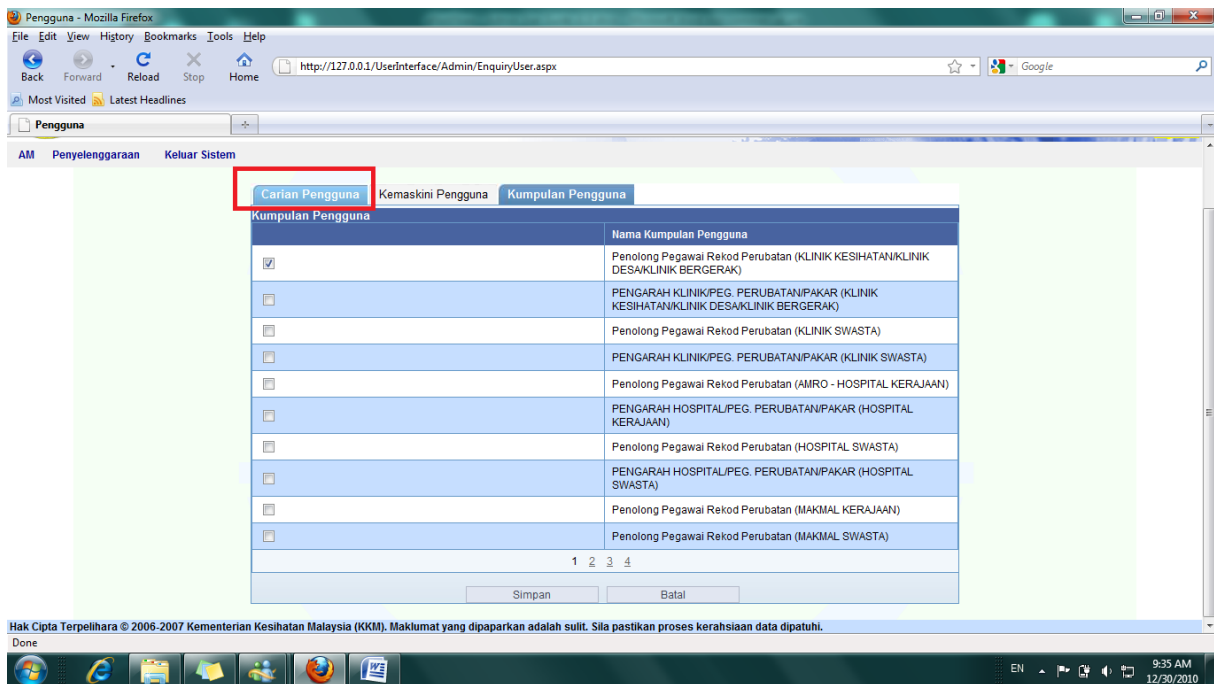 Pengguna - Mozilla Firefox
File Edit View History Bookmarks Tools Help
Back Forward Reload Stop Home http://127.0.0.1/UserInterface/Admin/EnquiryUser.aspx Google
Most Visited Latest Headlines
Pengguna
AM Penyelenggaraan Keluar Sistem
Carian Pengguna Kemaskini Pengguna Kumpulan Pengguna
Kumpulan Pengguna
Nama Kumpulan Pengguna
Penolong Pegawai Rekod Perubatan (KLINIK KESIHATAN/KLINIK
DESA/KLINIK BERGERAK)
PENGARAH KLINIK/PEG. PERUBATAN/PAKAR (KLINIK
KESIHATAN/KLINIK DESA/KLINIK BERGERAK)
Penolong Pegawai Rekod Perubatan (KLINIK SWASTA)
PENGARAH KLINIK/PEG. PERUBATAN/PAKAR (KLINIK SWASTA)
Penolong Pegawai Rekod Perubatan (AMRO - HOSPITAL KERAJAAN)
PENGARAH HOSPITAL/PEG. PERUBATAN/PAKAR (HOSPITAL
KERAJAAN)
Penolong Pegawai Rekod Perubatan (HOSPITAL SWASTA)
PENGARAH HOSPITAL/PEG. PERUBATAN/PAKAR (HOSPITAL
SWASTA)
Penolong Pegawai Rekod Perubatan (MAKMAL KERAJAAN)
Penolong Pegawai Rekod Perubatan (MAKMAL SWASTA)
1 2 3 4
Simpan Batal
Hak Cipta Terpelihara © 2006-2007 Kementerian Kesihatan Malaysia (KKM). Maklumat yang dipaparkan adalah sulit. Sila pastikan proses kerahsiaan data dipatuhi.
Done
EN 9:35 AM
12/30/2010